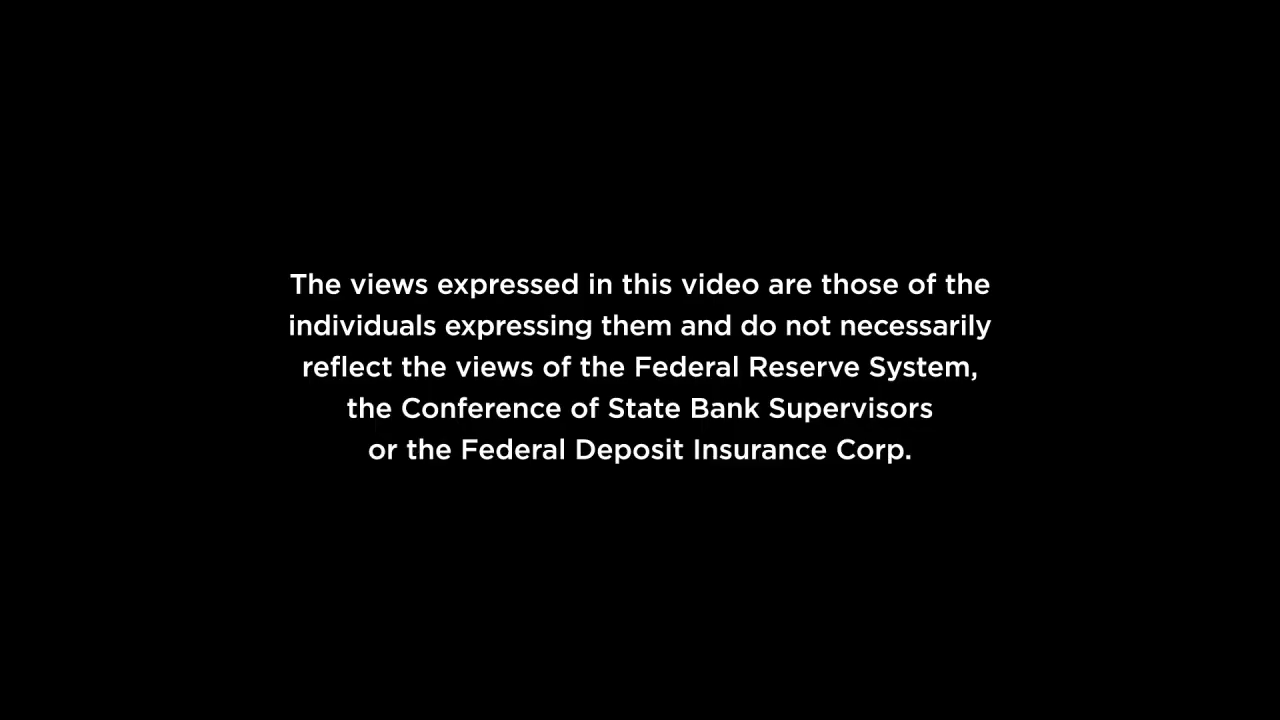 The views expressed in this video are those of the
individuals expressing them and do not necessarily
reflect the views of the Federal Reserve System,
the Conference of State Bank Supervisors
or the Federal Deposit Insurance Corp.